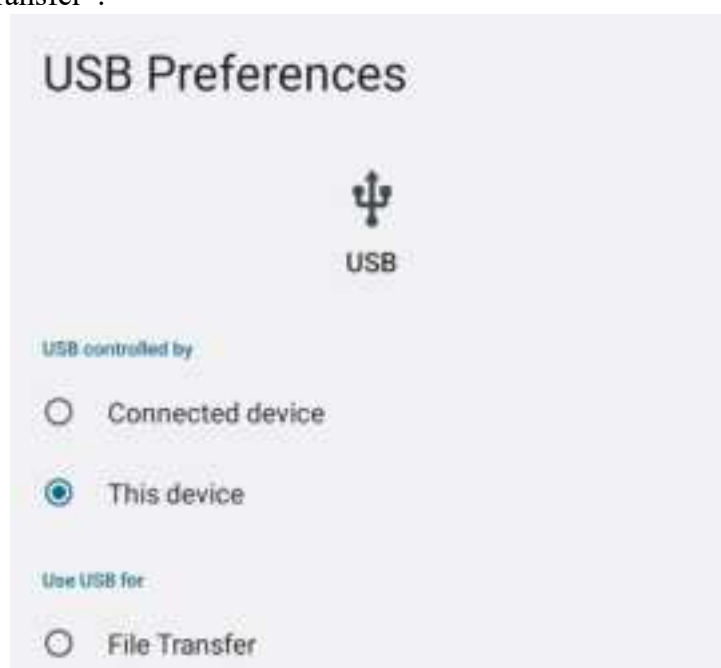 USB Preferences
USB
USB controlled by
Connected device
This device
Use USB for
File Transfer